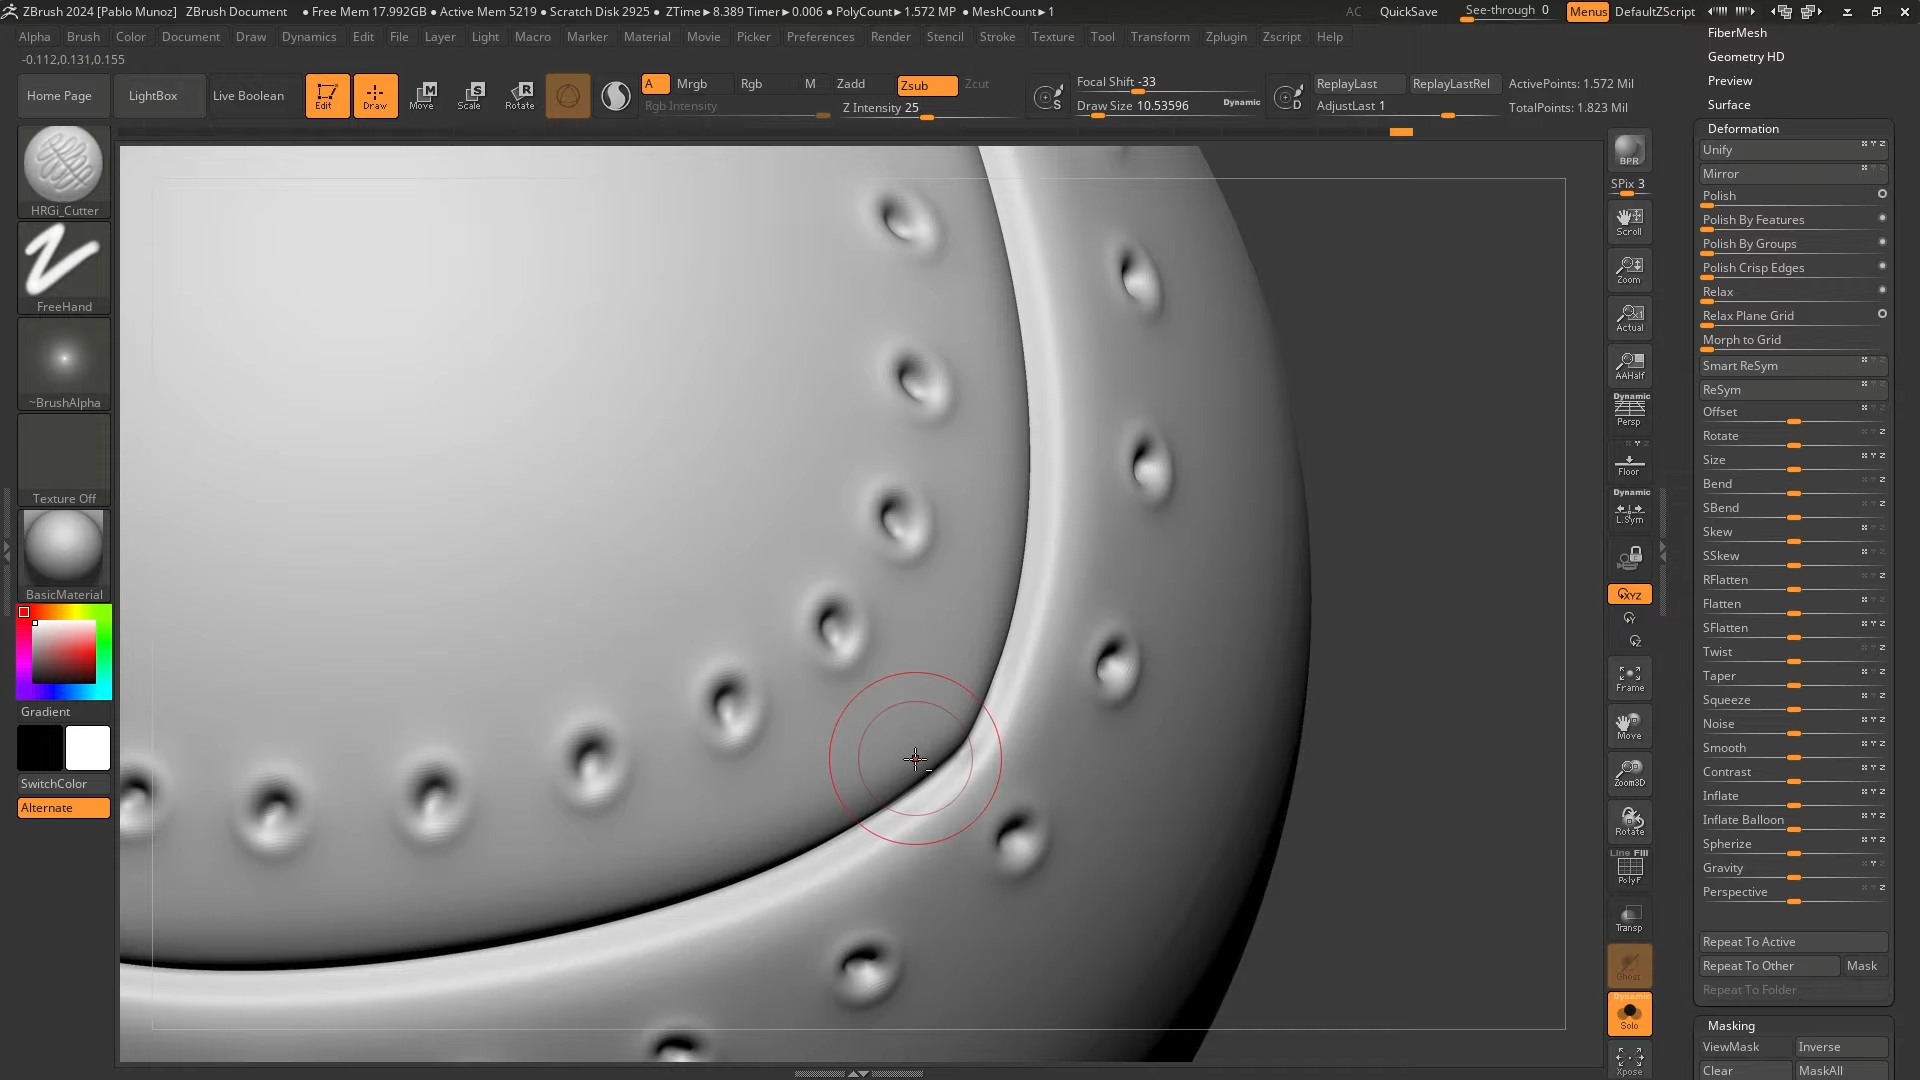 ZBrush 2024 [Pablo Munoz] ZBrush Document ● Free Mem 17.992GB ● Active Mem 5219 ● Scratch Disk 2925 ● ZTime►8.389 Timer►0.006 ● PolyCount►1.572 MP ● MeshCount►1 AC QuickSave See-through 0 Menus DefaultZScript
Alpha Brush Color Document Draw Dynamics Edit File Layer Light Macro Marker Material Movie Picker Preferences Render Stencil Stroke Texture Tool Transform Zplugin Zscript Help
-0.112,0.131,0.155
Home Page LightBox Live Boolean Edit Draw Move Scale Rotate
A Mrgb Rgb M Zadd Zsub Zcut
Rgb Intensity Z Intensity 25
S Focal Shift -33
Draw Size 10.53596 Dynamic
D ReplayLast ReplayLastRel ActivePoints: 1.572 Mil
AdjustLast 1 TotalPoints: 1.823 Mil
HRGi_Cutter
FreeHand
~BrushAlpha
Texture Off
BasicMaterial
Gradient
SwitchColor
Alternate
BPR
SPix 3
Scroll
Zoom
Actual
AAHalf
Dynamic
Persp
Floor
Dynamic
L.Sym
XYZ
Y
Z
Frame
Move
Zoom3D
Rotate
Line Fill
PolyF
Transp
Ghost
Dynamic
Solo
Xpose
FiberMesh
Geometry HD
Preview
Surface
Deformation
Unify
Mirror
Polish
Polish By Features
Polish By Groups
Polish Crisp Edges
Relax
Relax Plane Grid
Morph to Grid
Smart ReSym
ReSym
Offset
Rotate
Size
Bend
SBend
Skew
SSkew
RFlatten
Flatten
SFlatten
Twist
Taper
Squeeze
Noise
Smooth
Contrast
Inflate
Inflate Balloon
Spherize
Gravity
Perspective
Repeat To Active
Repeat To Other Mask
Repeat To Folder
Masking
ViewMask Inverse
Clear MaskAll